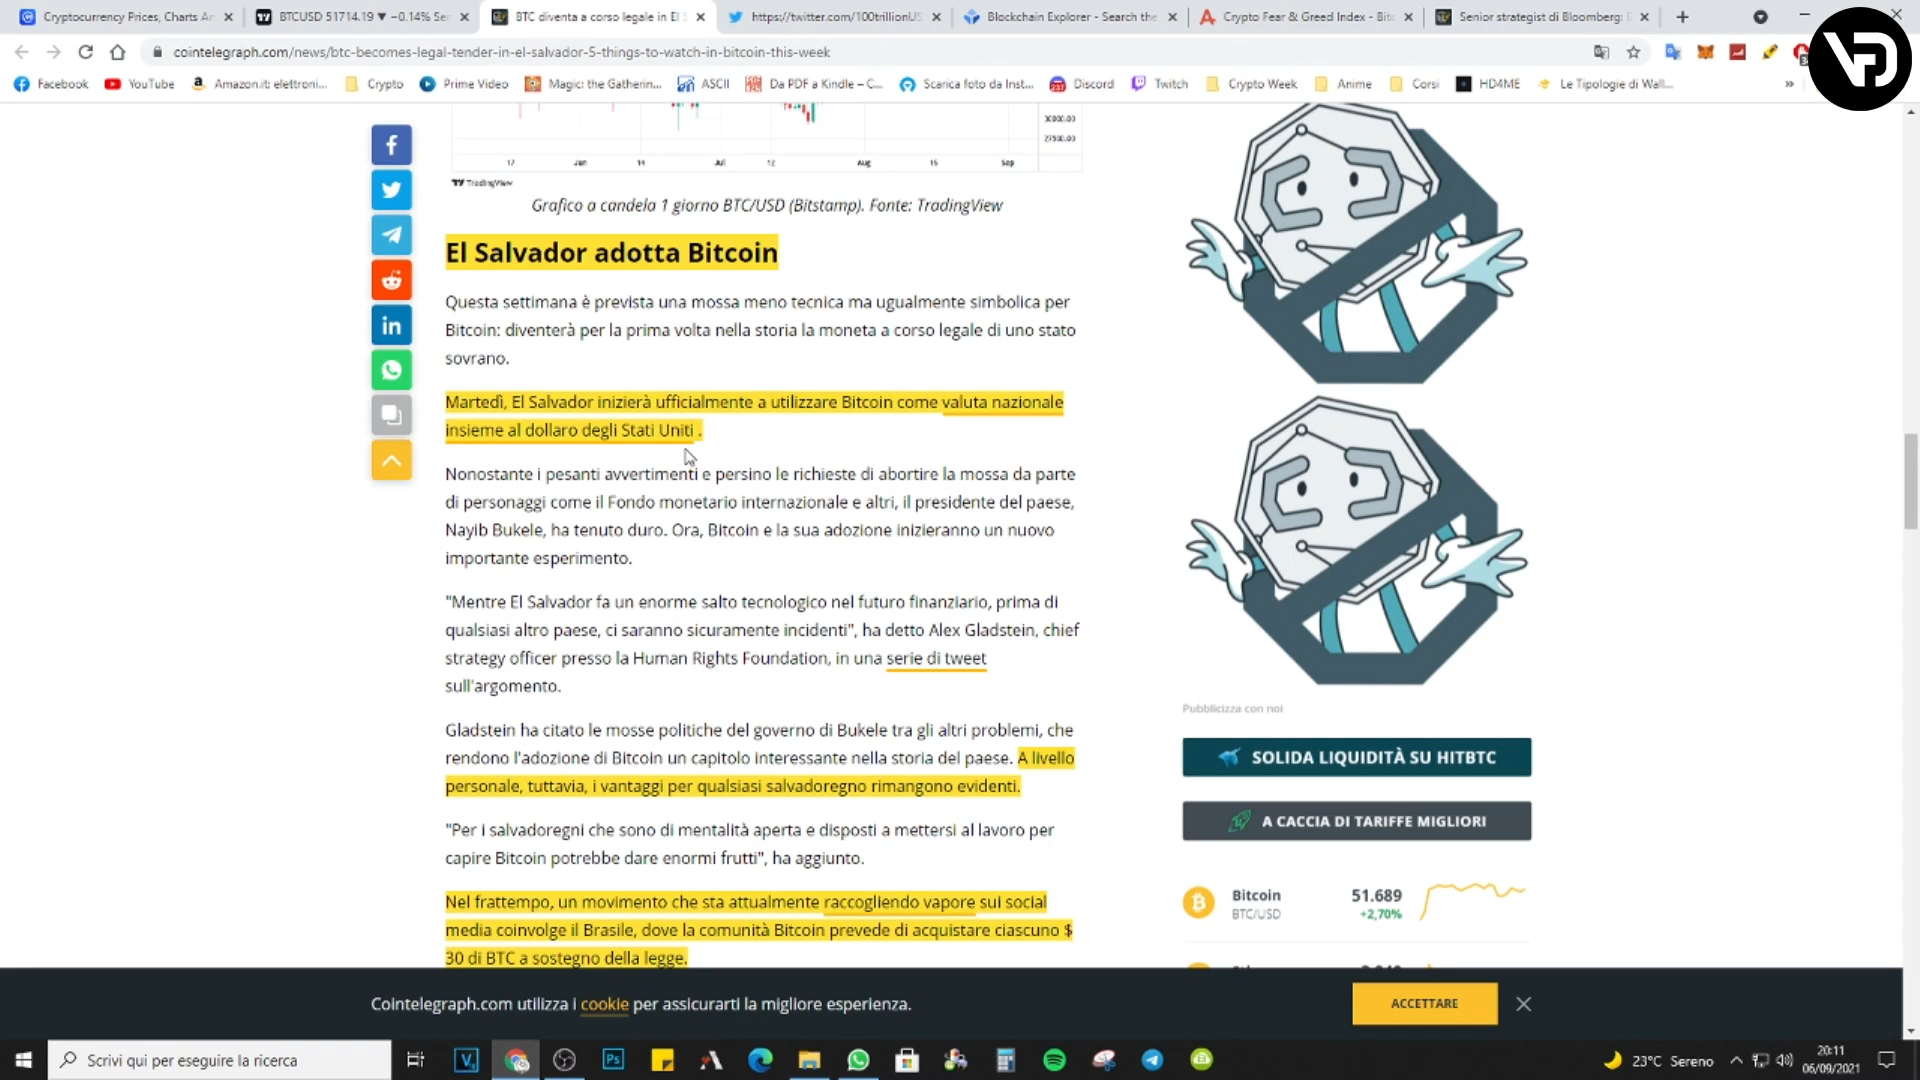 Cryptocurrency Prices, Charts An
BTCUSD 51714.19 ▼ −0.14% Se
BTC diventa a corso legale in El S
https://twitter.com/100trillionUS
Blockchain Explorer - Search the
Crypto Fear & Greed Index - Bit
Senior strategist di Bloomberg:
cointelegraph.com/news/btc-becomes-legal-tender-in-el-salvador-5-things-to-watch-in-bitcoin-this-week
Facebook
YouTube
Amazon.it: elettroni...
Crypto
Prime Video
Magic: the Gatherin...
ASCII
Da PDF a Kindle – C...
Scarica foto da Inst...
Discord
Twitch
Crypto Week
Anime
Corsi
HD4ME
Le Tipologie di Wall...
»
30000.00
27500.00
17 Jun 14 Jul 12 Aug 16 Sep
TradingView
Grafico a candela 1 giorno BTC/USD (Bitstamp). Fonte: TradingView
El Salvador adotta Bitcoin
Questa settimana è prevista una mossa meno tecnica ma ugualmente simbolica per
Bitcoin: diventerà per la prima volta nella storia la moneta a corso legale di uno stato
sovrano.
Martedì, El Salvador inizierà ufficialmente a utilizzare Bitcoin come valuta nazionale
insieme al dollaro degli Stati Uniti .
Nonostante i pesanti avvertimenti e persino le richieste di abortire la mossa da parte
di personaggi come il Fondo monetario internazionale e altri, il presidente del paese,
Nayib Bukele, ha tenuto duro. Ora, Bitcoin e la sua adozione inizieranno un nuovo
importante esperimento.
"Mentre El Salvador fa un enorme salto tecnologico nel futuro finanziario, prima di
qualsiasi altro paese, ci saranno sicuramente incidenti", ha detto Alex Gladstein, chief
strategy officer presso la Human Rights Foundation, in una serie di tweet
sull'argomento.
Gladstein ha citato le mosse politiche del governo di Bukele tra gli altri problemi, che
rendono l'adozione di Bitcoin un capitolo interessante nella storia del paese. A livello
personale, tuttavia, i vantaggi per qualsiasi salvadoregno rimangono evidenti.
"Per i salvadoregni che sono di mentalità aperta e disposti a mettersi al lavoro per
capire Bitcoin potrebbe dare enormi frutti", ha aggiunto.
Nel frattempo, un movimento che sta attualmente raccogliendo vapore sui social
media coinvolge il Brasile, dove la comunità Bitcoin prevede di acquistare ciascuno $
30 di BTC a sostegno della legge.
Pubblicizza con noi
SOLIDA LIQUIDITÀ SU HITBTC
A CACCIA DI TARIFFE MIGLIORI
Bitcoin 51.689
BTC/USD +2,70%
Cointelegraph.com utilizza i cookie per assicurarti la migliore esperienza.
ACCETTARE
Scrivi qui per eseguire la ricerca
23°C Sereno
20:11
06/09/2021